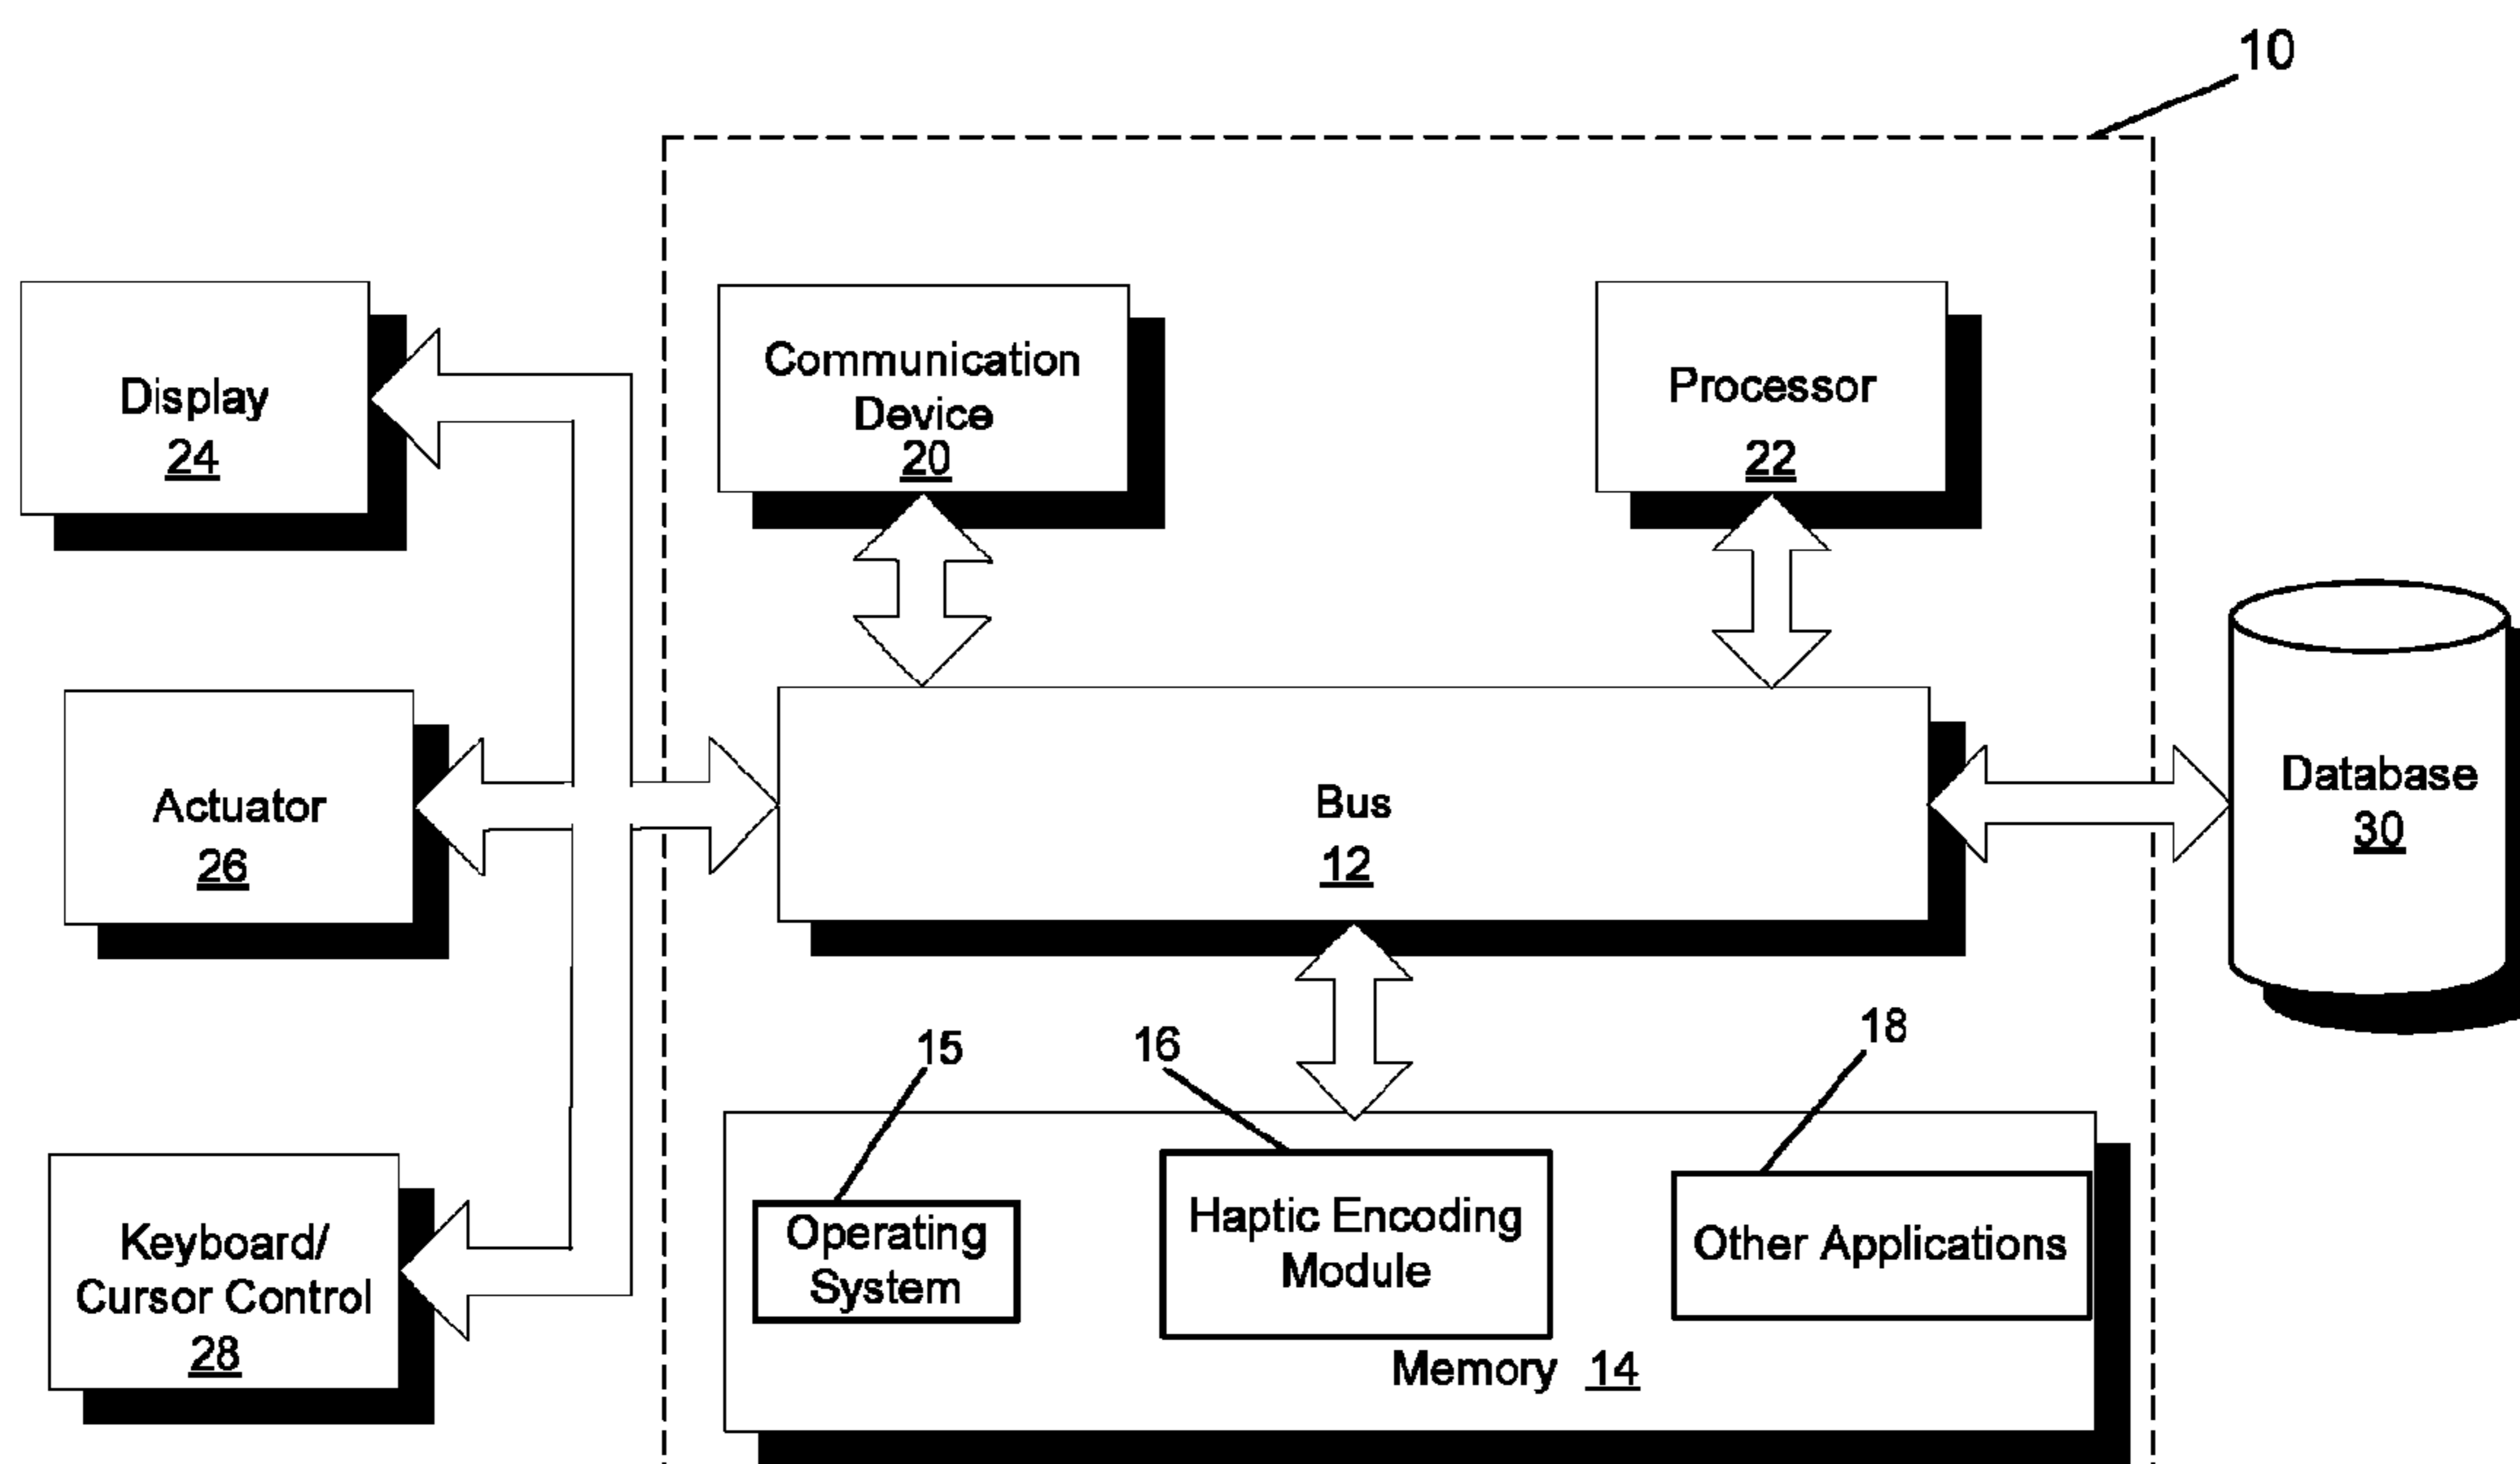 10
Display
24
Communication
Device
20
Processor
22
Actuator
26
Bus
12
Database
30
15
16
18
Keyboard/
Cursor Control
28
Operating
System
Haptic Encoding
Module
Other Applications
Memory 14